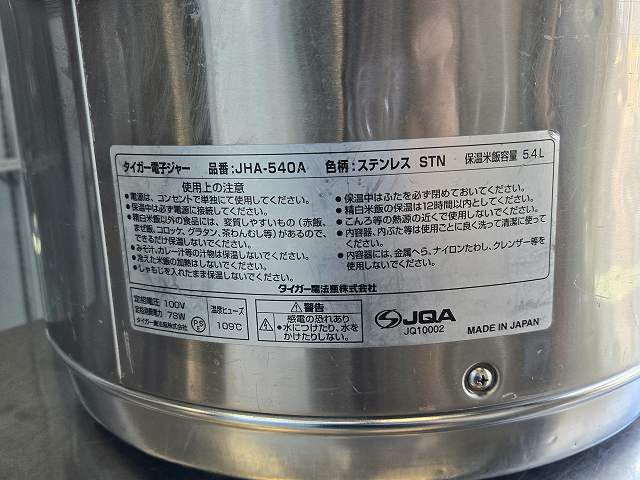 タイガー電子ジャー 品番:JHA-540A 色柄:ステンレス STN 保温米飯容量 5.4L
使用上の注意
●電源は、コンセントで単独にて使用してください。
●保温中は必ず電源に接続してください。
●精白米飯以外の食品には、変質しやすいもの(赤飯、
まぜ飯、コロッケ、グラタン、茶わんむし等)があるので、
できるだけ保温しないでください。
●みそ汁、カレー汁等の汁物は保温しないでください。
●冷えた米飯の加熱はしないでください。
●しゃもじを入れたまま保温しないでください。
●保温中はふたを必ず閉めておいてください。
●精白米飯の保温は12時間以内としてください。
●こんろ等の熱源の近くで使用しないでください。
●内容器、内ぶた等は使用ごとに良く洗って清潔に使って
ください。
●内容器には、金属へら、ナイロンたわし、クレンザー等を
使用しないでください。
タイガー魔法瓶株式会社
定格電圧 100V
定格消費電力 78W
タイガー魔法瓶株式会社
PSE
温度ヒューズ
109℃
⚠警告
感電の恐れあり
●水につけたり、水を
かけたりしない。
JQA
JQ10002
MADE IN JAPAN